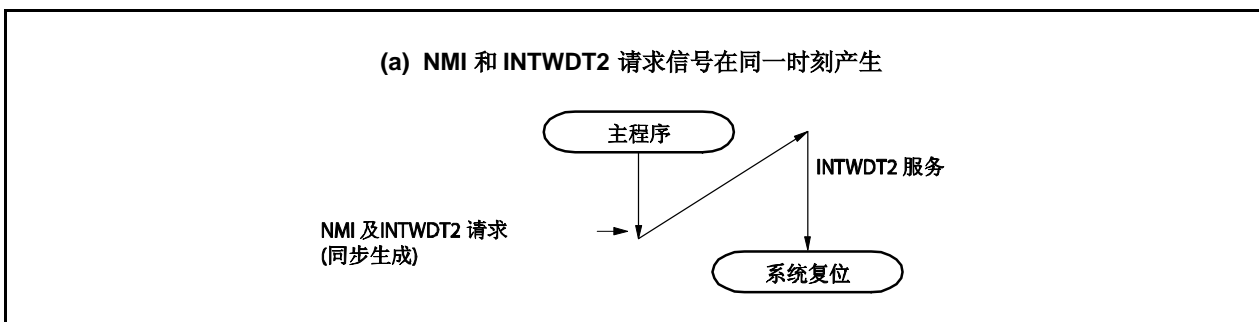 (a) NMI 和 INTWDT2 请求信号在同一时刻产生
主程序
INTWDT2 服务
NMI 及INTWDT2 请求
(同步生成)
系统复位